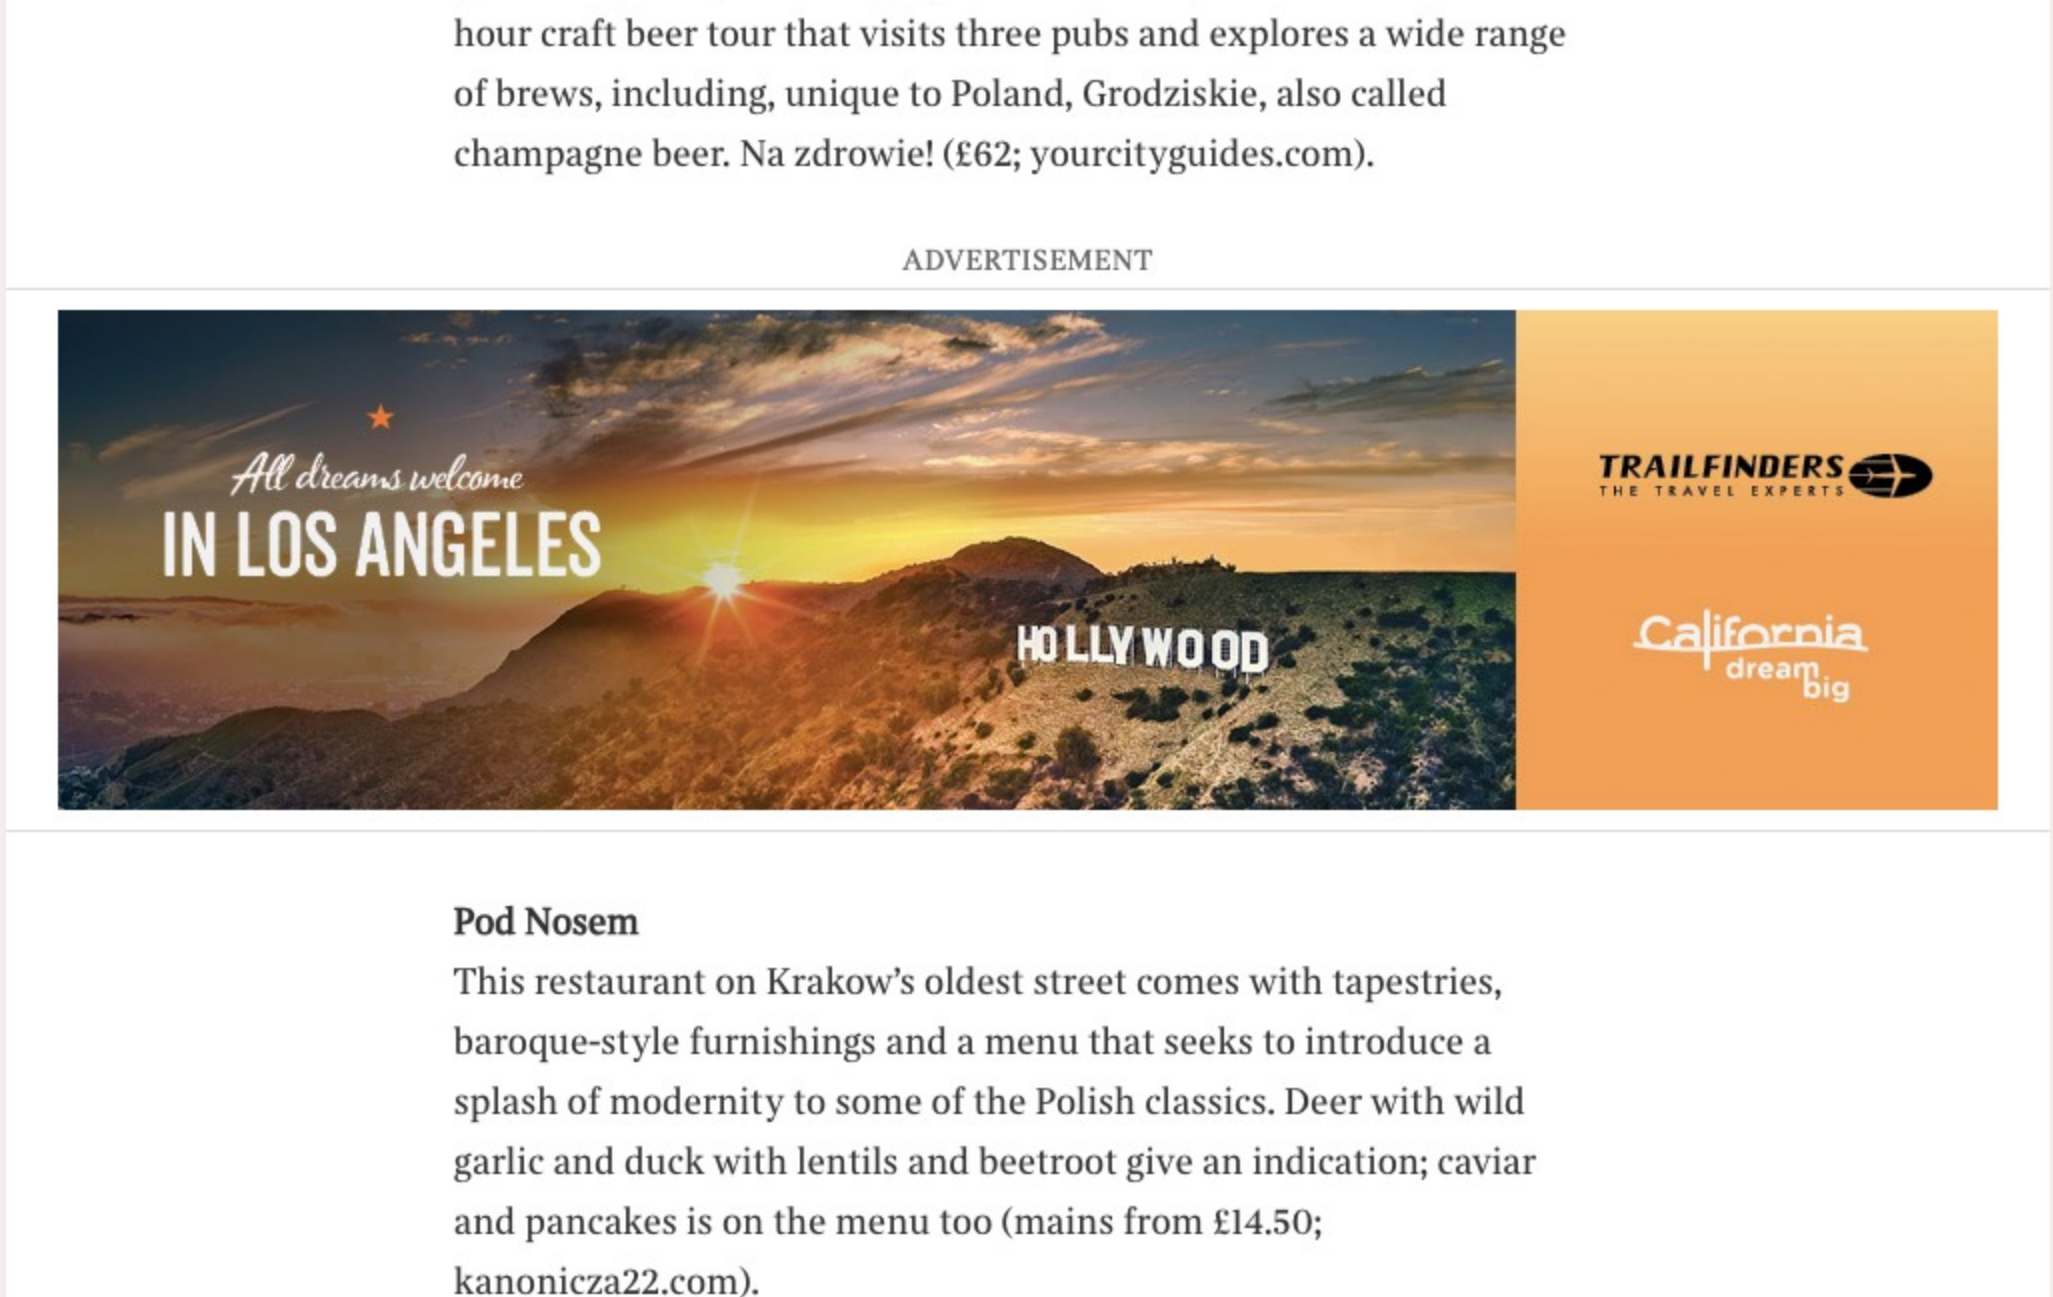 hour craft beer tour that visits three pubs and explores a wide range
of brews, including, unique to Poland, Grodziskie, also called
champagne beer. Na zdrowie! (£62; yourcityguides.com).
ADVERTISEMENT
All dreams welcome
IN LOS ANGELES
HOLLYWOOD
TRAILFINDERS
THE TRAVEL EXPERTS
California
dream
big
Pod Nosem
This restaurant on Krakow’s oldest street comes with tapestries,
baroque-style furnishings and a menu that seeks to introduce a
splash of modernity to some of the Polish classics. Deer with wild
garlic and duck with lentils and beetroot give an indication; caviar
and pancakes is on the menu too (mains from £14.50;
kanonicza22.com).